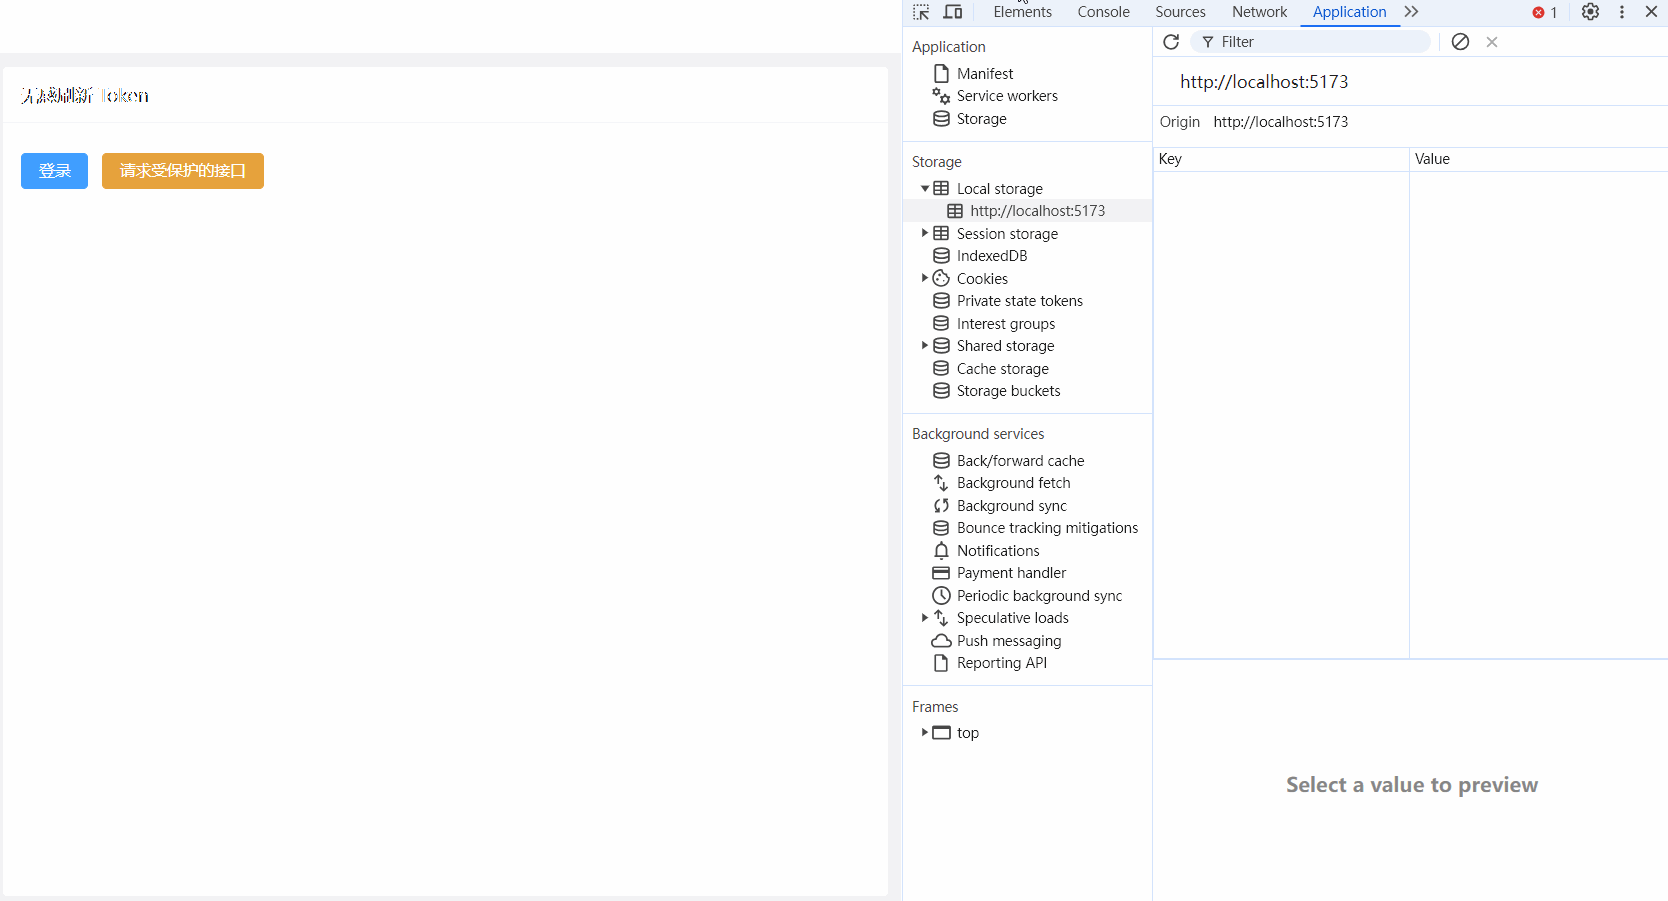 无感刷新 Token
登录
请求受保护的接口
Elements Console Sources Network Application 1
Application
Manifest
Service workers
Storage
Storage
Local storage
http://localhost:5173
Session storage
IndexedDB
Cookies
Private state tokens
Interest groups
Shared storage
Cache storage
Storage buckets
Background services
Back/forward cache
Background fetch
Background sync
Bounce tracking mitigations
Notifications
Payment handler
Periodic background sync
Speculative loads
Push messaging
Reporting API
Frames
top
Filter
http://localhost:5173
Origin http://localhost:5173
Key Value
Select a value to preview